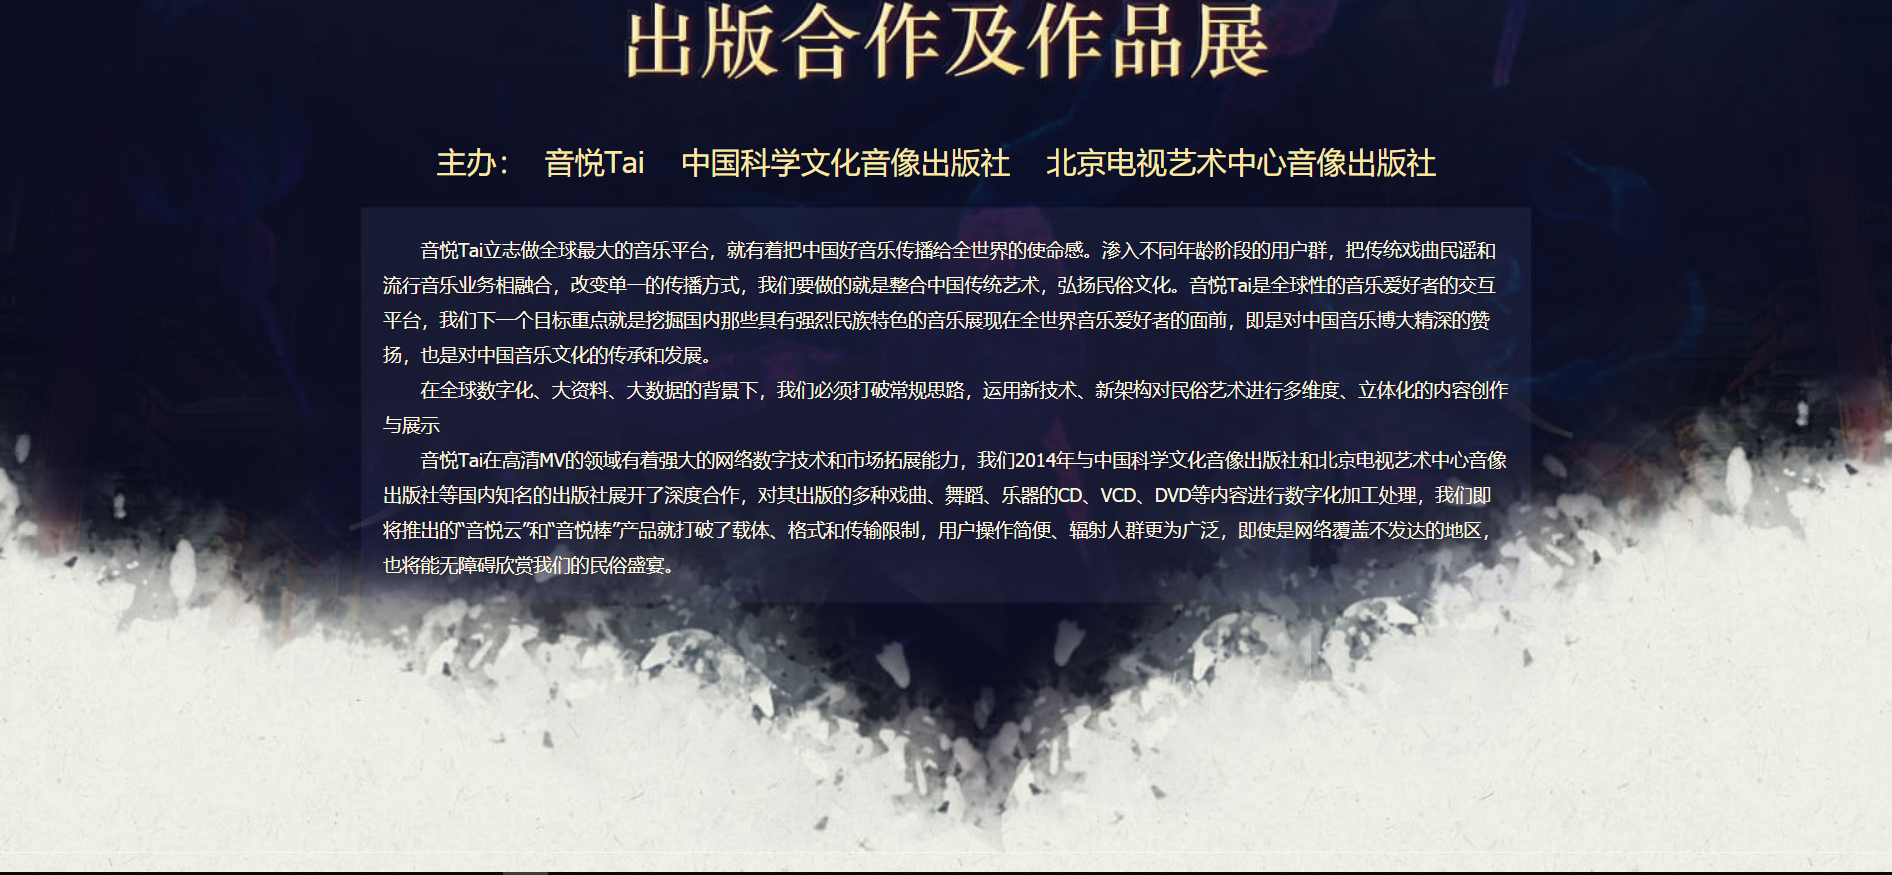 出版合作及作品展
主办： 音悦Tai 中国科学文化音像出版社 北京电视艺术中心音像出版社
音悦Tai立志做全球最大的音乐平台，就有着把中国好音乐传播给全世界的使命感。渗入不同年龄阶段的用户群，把传统戏曲民谣和
流行音乐业务相融合，改变单一的传播方式，我们要做的就是整合中国传统艺术，弘扬民俗文化。音悦Tai是全球性的音乐爱好者的交互
平台，我们下一个目标重点就是挖掘国内那些具有强烈民族特色的音乐展现在全世界音乐爱好者的面前，即是对中国音乐博大精深的赞
扬，也是对中国音乐文化的传承和发展。
在全球数字化、大资料、大数据的背景下，我们必须打破常规思路，运用新技术、新架构对民俗艺术进行多维度、立体化的内容创作
与展示
音悦Tai在高清MV的领域有着强大的网络数字技术和市场拓展能力，我们2014年与中国科学文化音像出版社和北京电视艺术中心音像
出版社等国内知名的出版社展开了深度合作，对其出版的多种戏曲、舞蹈、乐器的CD、VCD、DVD等内容进行数字化加工处理，我们即
将推出的“音悦云”和“音悦棒”产品就打破了载体、格式和传输限制，用户操作简便、辐射人群更为广泛，即使是网络覆盖不发达的地区，
也将能无障碍欣赏我们的民俗盛宴。